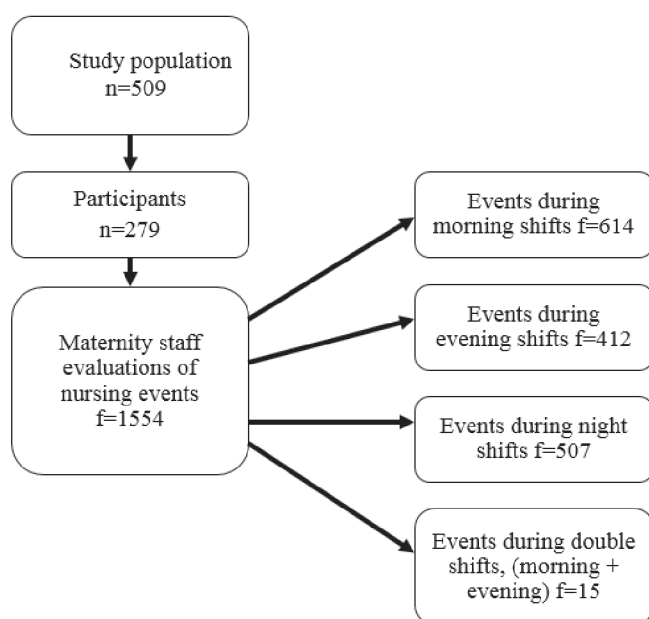 Study population
n=509
Participants
n=279
Maternity staff
evaluations of
nursing events
f=1554
Events during
morning shifts f=614
Events during
evening shifts f=412
Events during night
shifts f=507
Events during double
shifts, (morning +
evening) f=15